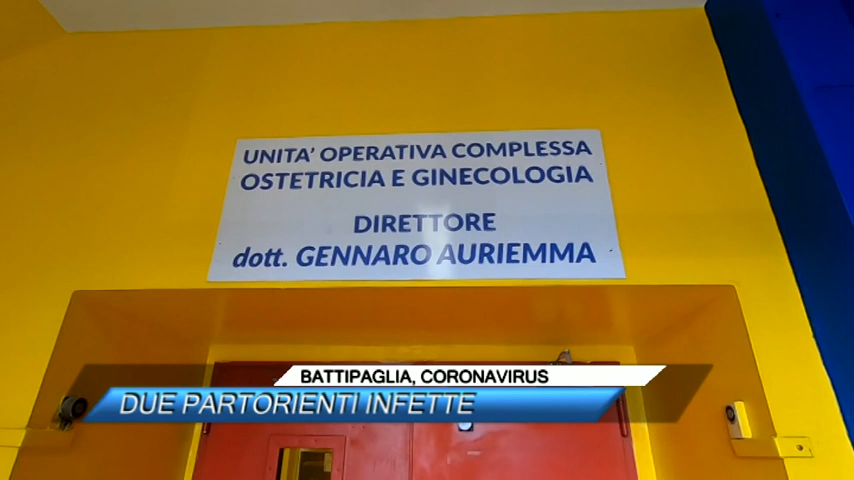 UNITA' OPERATIVA COMPLESSA
OSTETRICIA E GINECOLOGIA
DIRETTORE
dott. GENNARO AURIEMMA
BATTIPAGLIA, CORONAVIRUS
DUE PARTORIENTI INFETTE